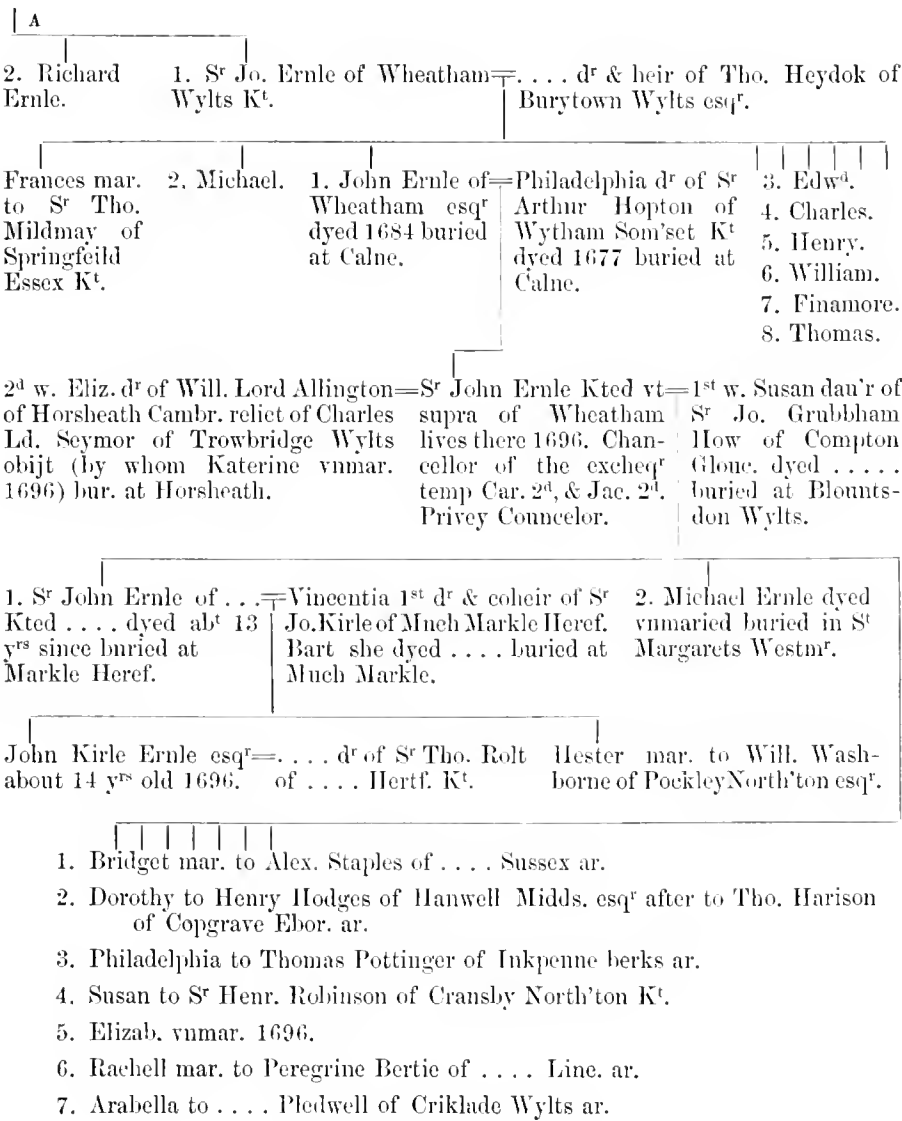 A
2. Richard Ernle.
1. Sʳ Jo. Ernle of Wheatham Wylts Kᵗ.
. . . . dʳ & heir of Tho. Heydok of Burytown Wylts esqʳ.
Frances mar. to Sʳ Tho. Mildmay of Springfeild Essex Kᵗ.
2. Michael.
1. John Ernle of Wheatham esqʳ dyed 1684 buried at Calne.
Philadelphia dʳ of Sʳ Arthur Hopton of Wytham Som'set Kᵗ dyed 1677 buried at Calne.
3. Edwᵈ.
4. Charles.
5. Henry.
6. William.
7. Finamore.
8. Thomas.
2ᵈ w. Eliz. dʳ of Will. Lord Allington of Horsheath Cambr. relict of Charles Ld. Seymor of Trowbridge Wylts obijt (by whom Katerine vnmar. 1696) bur. at Horsheath.
Sʳ John Ernle Kted vt supra of Wheatham lives there 1696. Chancellor of the excheqʳ temp Car. 2ᵈ, & Jac. 2ᵈ. Privey Councelor.
1ˢᵗ w. Susan dau'r of Sʳ Jo. Grubbham How of Compton Glouc. dyed . . . . . buried at Blountsdon Wylts.
1. Sʳ John Ernle of . . . Kted . . . . dyed abᵗ 13 yʳˢ since buried at Markle Heref.
Vincentia 1ˢᵗ dʳ & coheir of Sʳ Jo. Kirle of Much Markle Heref. Bart she dyed . . . . buried at Much Markle.
2. Michael Ernle dyed vnmaried buried in Sᵗ Margarets Westmʳ.
John Kirle Ernle esqʳ about 14 yʳˢ old 1696.
. . . . dʳ of Sʳ Tho. Rolt of . . . . Hertf. Kᵗ.
Hester mar. to Will. Washborne of Pockley North'ton esqʳ.
1. Bridget mar. to Alex. Staples of . . . . Sussex ar.
2. Dorothy to Henry Hodges of Hanwell Midds. esqʳ after to Tho. Harison
of Copgrave Ebor. ar.
3. Philadelphia to Thomas Pottinger of Inkpenne berks ar.
4. Susan to Sʳ Henr. Robinson of Cransby North'ton Kᵗ.
5. Elizab. vnmar. 1696.
6. Rachell mar. to Peregrine Bertie of . . . . Linc. ar.
7. Arabella to . . . . Pledwell of Criklade Wylts ar.